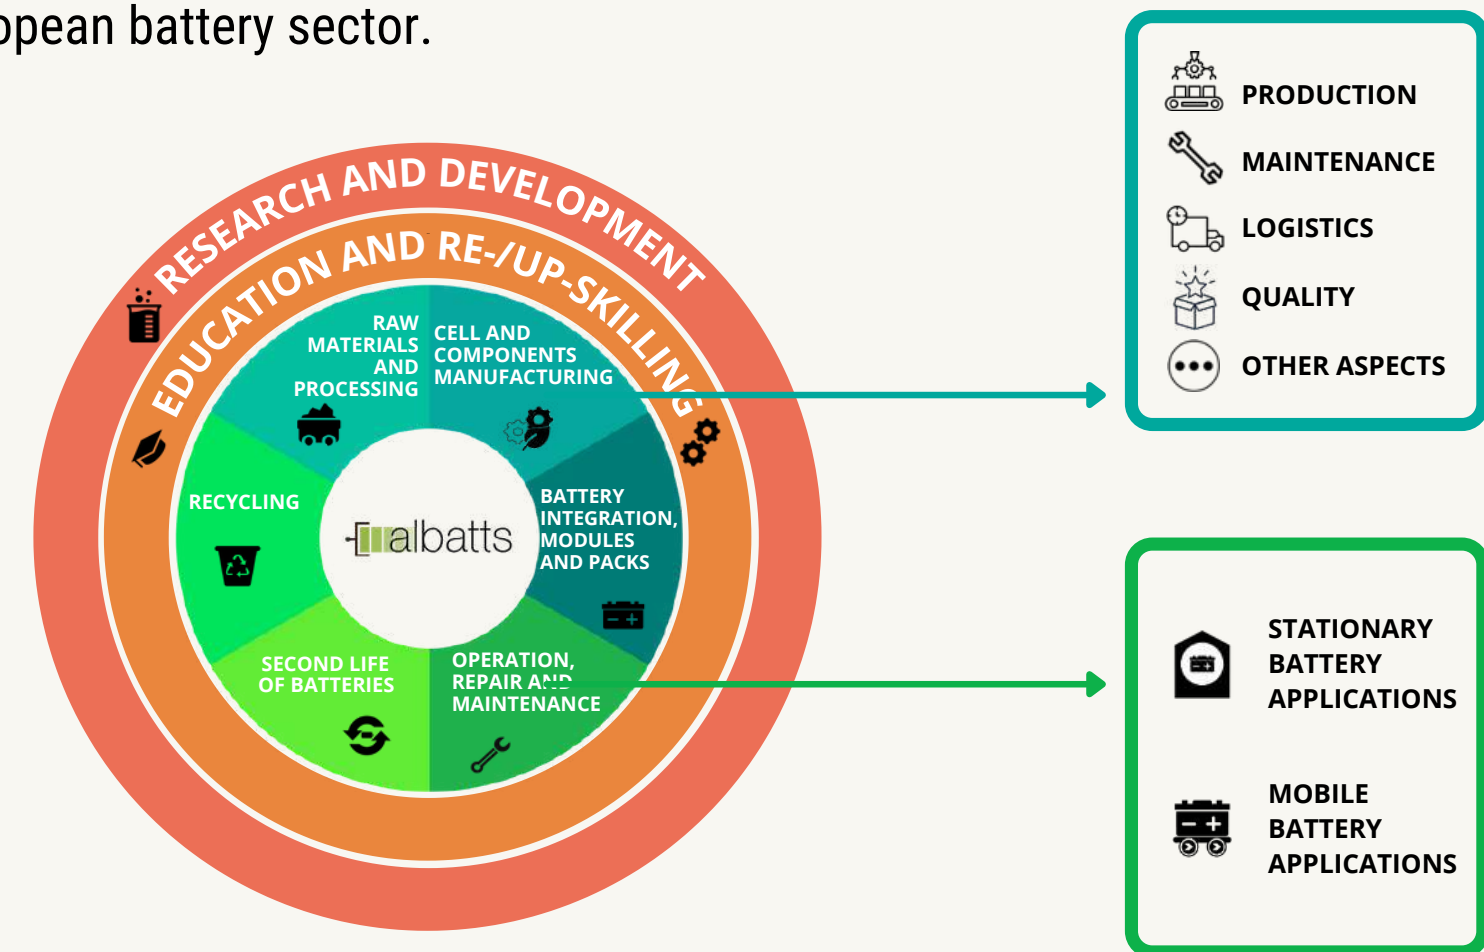 opean battery sector.
RESEARCH AND DEVELOPMENT
EDUCATION AND RE-/UP-SKILLING
RAW
MATERIALS
AND
PROCESSING
CELL AND
COMPONENTS
MANUFACTURING
BATTERY
INTEGRATION,
MODULES
AND PACKS
OPERATION,
REPAIR AND
MAINTENANCE
SECOND LIFE
OF BATTERIES
RECYCLING
albatts
PRODUCTION
MAINTENANCE
LOGISTICS
QUALITY
OTHER ASPECTS
STATIONARY
BATTERY
APPLICATIONS
MOBILE
BATTERY
APPLICATIONS